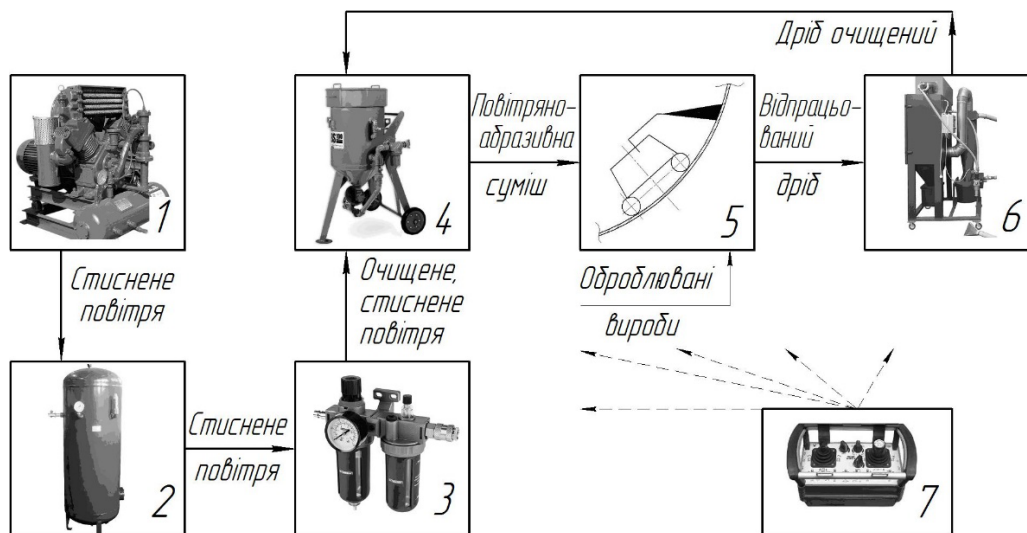 Дріб очищений
1
4
Повітряно-
абразивна
суміш
5
Відпрацьо-
ваний
дріб
6
Стиснене
повітря
Очищене,
стиснене
повітря
Оброблювані
вироби
2
Стиснене
повітря
3
7